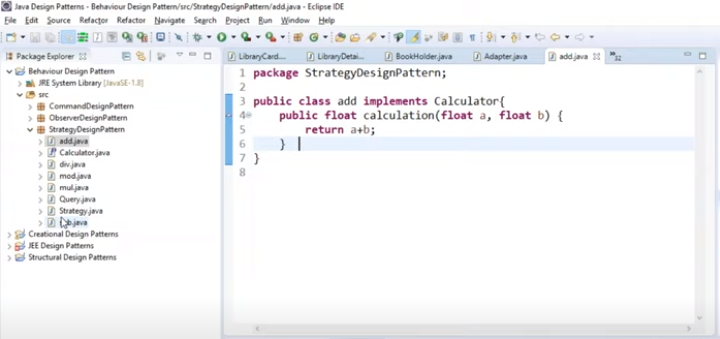 Java Design Patterns - Behaviour Design Pattern/src/StrategyDesignPattern/add.java - Eclipse IDE
File Edit Source Refactor Refactor Navigate Search Project Run Window Help
Package Explorer
Behaviour Design Pattern
JRE System Library [JavaSE-1.8]
src
CommandDesignPattern
ObserverDesignPattern
StrategyDesignPattern
add.java
Calculator.java
div.java
mod.java
mul.java
Query.java
Strategy.java
Creational Design Patterns
JEE Design Patterns
Structural Design Patterns
LibraryCard.... LibraryDetai... BookHolder.java Adapter.java add.java
1 package StrategyDesignPattern;
2
3 public class add implements Calculator{
4 public float calculation(float a, float b) {
5 return a+b;
6 }
7 }
8